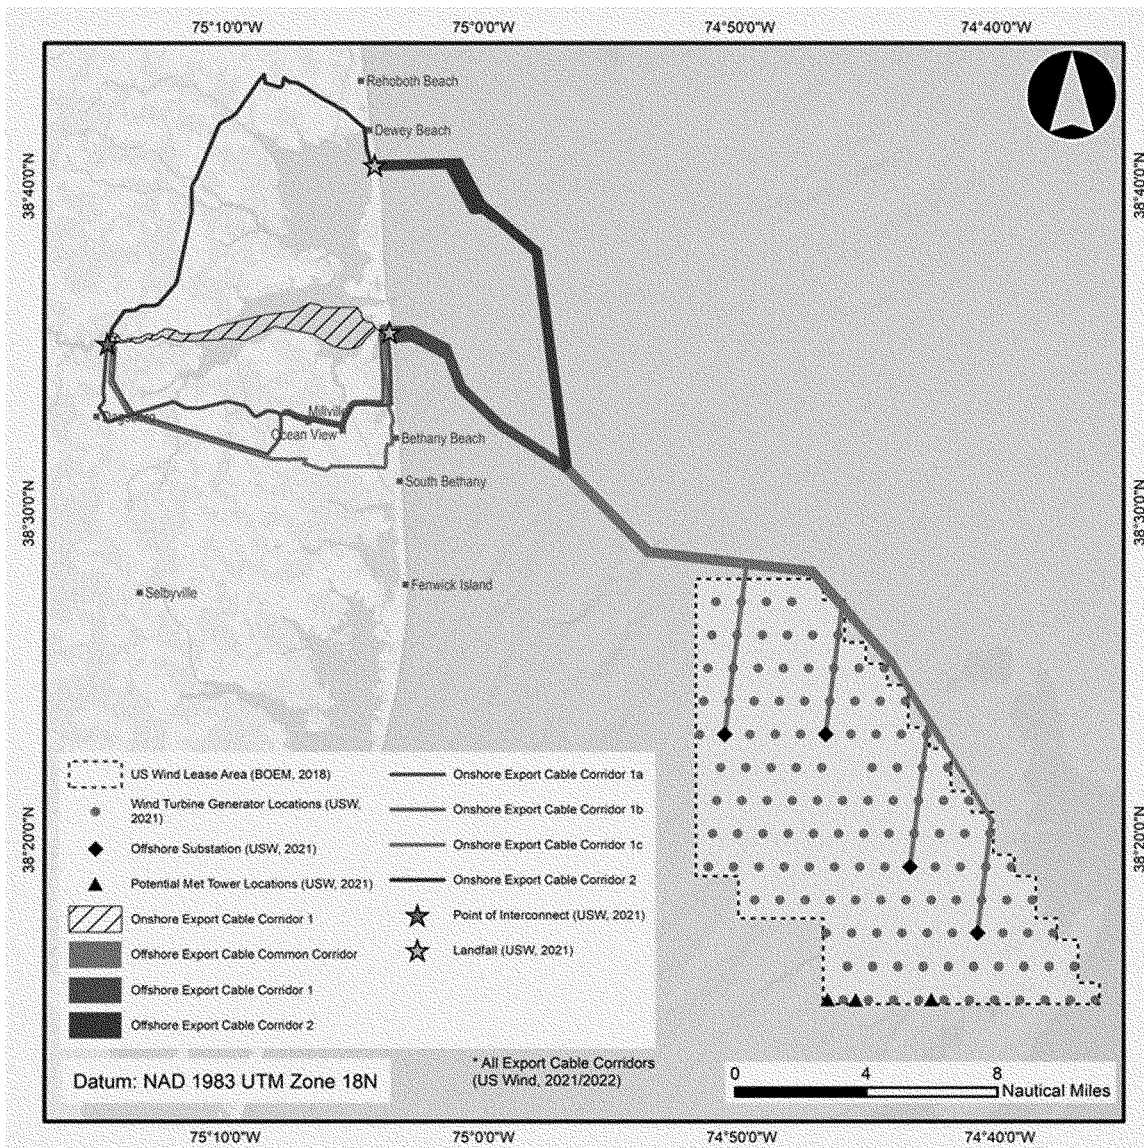 75°10'0"W 75°0'0"W 74°50'0"W 74°40'0"W
38°40'0"N
38°40'0"N
38°30'0"N
38°30'0"N
38°20'0"N
38°20'0"N
Rehoboth Beach
Dewey Beach
Ocean View
Bethany Beach
South Bethany
Fenwick Island
Selbyville
US Wind Lease Area (BOEM, 2018)
Wind Turbine Generator Locations (USW,
2021)
Offshore Substation (USW, 2021)
Potential Met Tower Locations (USW, 2021)
Onshore Export Cable Corridor 1
Offshore Export Cable Common Corridor
Offshore Export Cable Corridor 1
Offshore Export Cable Corridor 2
Onshore Export Cable Corridor 1a
Onshore Export Cable Corridor 1b
Onshore Export Cable Corridor 1c
Onshore Export Cable Corridor 2
Point of Interconnect (USW, 2021)
Landfall (USW, 2021)
Datum: NAD 1983 UTM Zone 18N
* All Export Cable Corridors
(US Wind, 2021/2022)
0 4 8
Nautical Miles
75°10'0"W 75°0'0"W 74°50'0"W 74°40'0"W